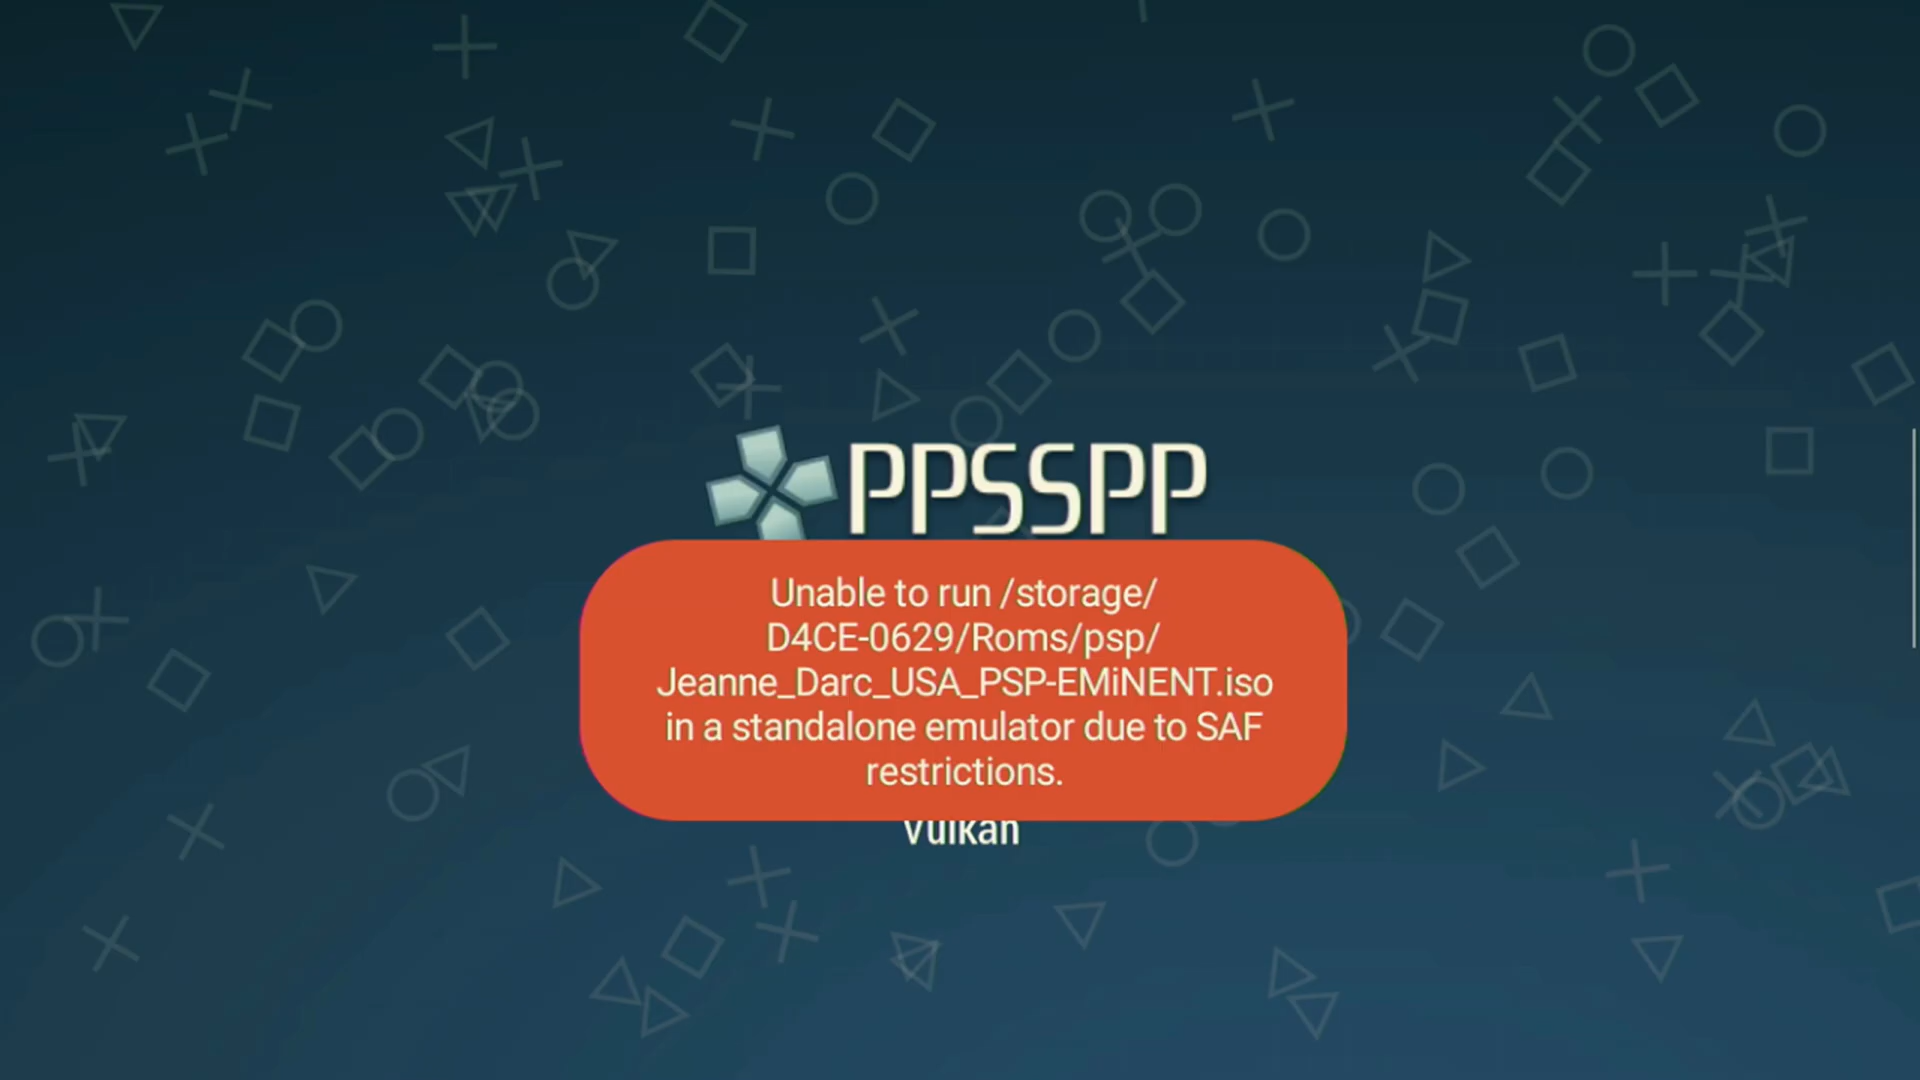 PPSSPP
Unable to run /storage/
D4CE-0629/Roms/psp/
Jeanne_Darc_USA_PSP-EMiNENT.iso
in a standalone emulator due to SAF
restrictions.
Vulkan